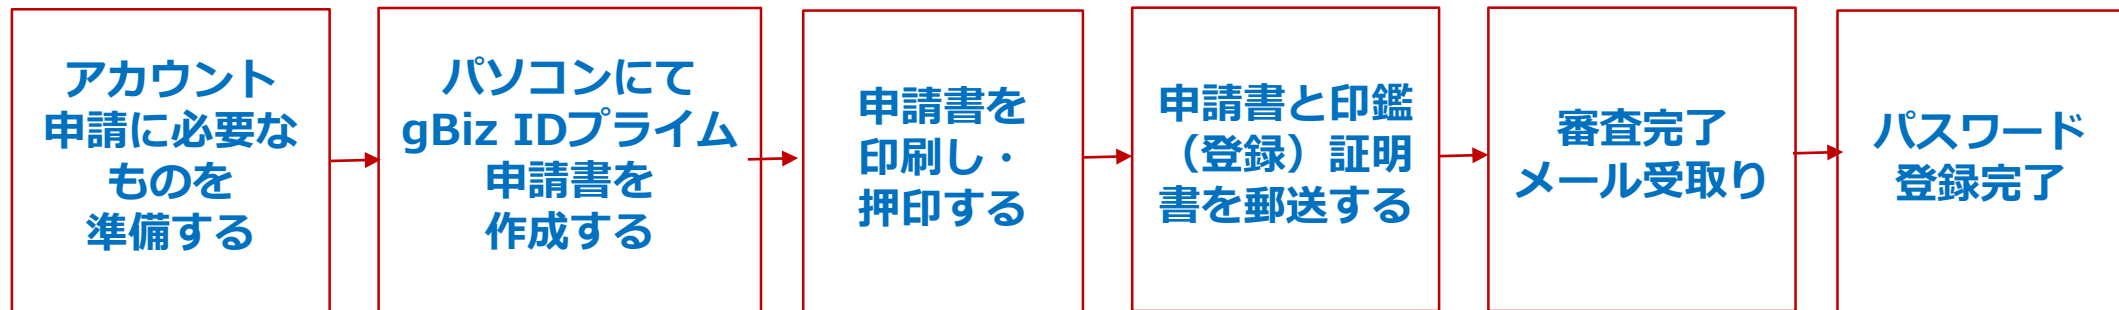 アカウント
申請に必要な
ものを
準備する
パソコンにて
gBiz IDプライム
申請書を
作成する
申請書を
印刷し・
押印する
申請書と印鑑
（登録）証明
書を郵送する
審査完了
メール受取り
パスワード
登録完了